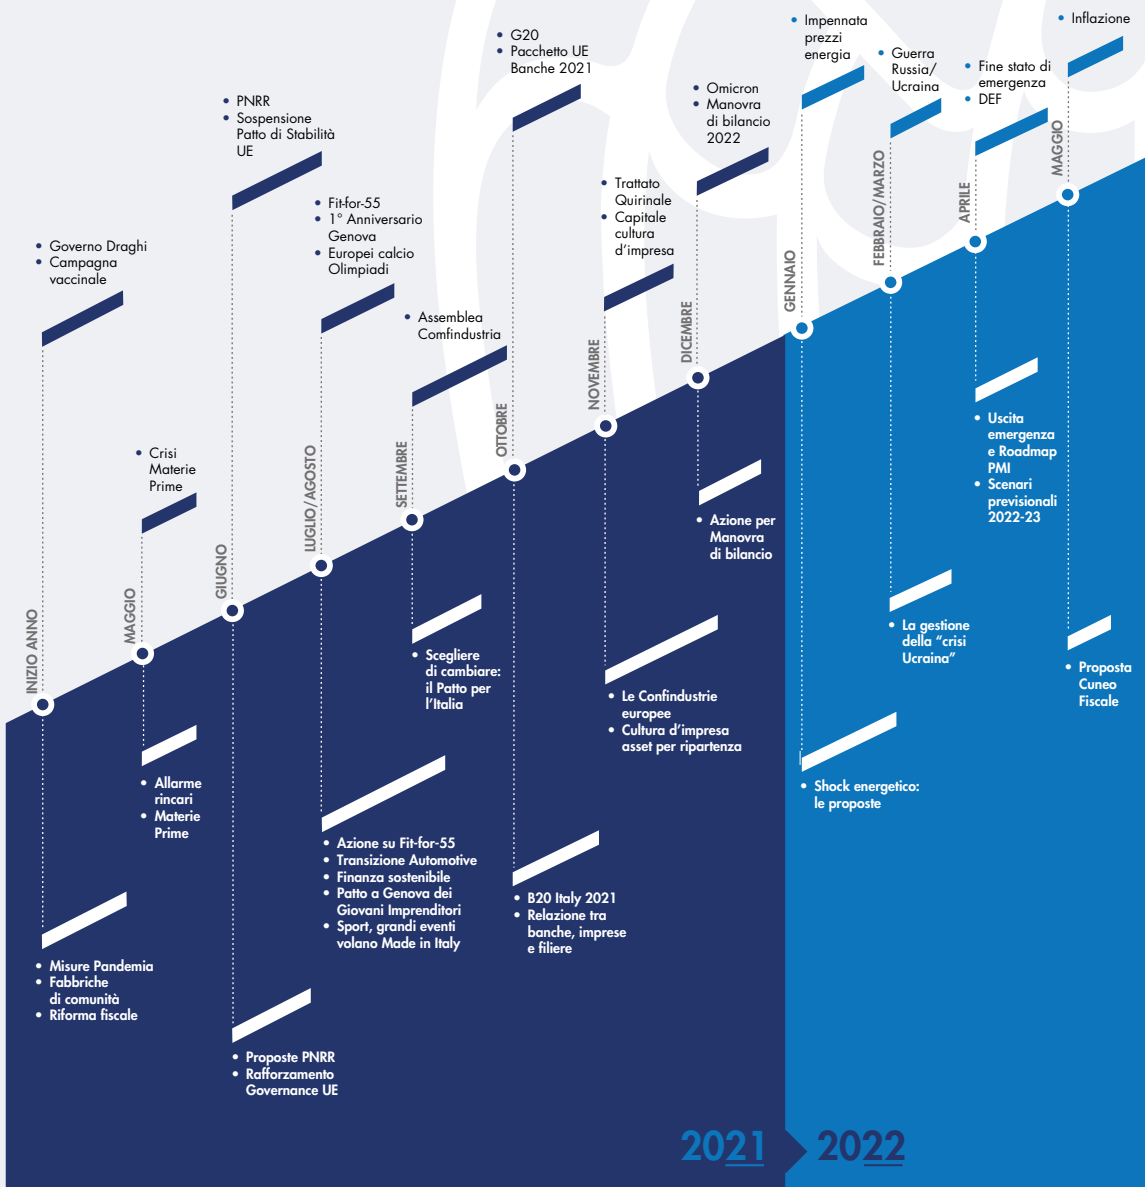 • Governo Draghi
• Campagna
vaccinale
INIZIO ANNO
• Misure Pandemia
• Fabbriche
di comunità
• Riforma fiscale
• Crisi
Materie
Prime
MAGGIO
• Allarme
rincari
• Materie
Prime
• PNRR
• Sospensione
Patto di Stabilità
UE
GIUGNO
• Proposte PNRR
• Rafforzamento
Governance UE
• Fit-for-55
• 1° Anniversario
Genova
• Europei calcio
Olimpiadi
LUGLIO/AGOSTO
• Azione su Fit-for-55
• Transizione Automotive
• Finanza sostenibile
• Patto a Genova dei
Giovani Imprenditori
• Sport, grandi eventi
volano Made in Italy
• Assemblea
Comfindustria
SETTEMBRE
• Scegliere
di cambiare:
il Patto per
l’Italia
• G20
• Pacchetto UE
Banche 2021
OTTOBRE
• B20 Italy 2021
• Relazione tra
banche, imprese
e filiere
• Trattato
Quirinale
• Capitale
cultura
d’impresa
NOVEMBRE
• Le Confindustrie
europee
• Cultura d’impresa
asset per ripartenza
• Omicron
• Manovra
di bilancio
2022
DICEMBRE
• Azione per
Manovra
di bilancio
• Impennata
prezzi
energia
GENNAIO
• Shock energetico:
le proposte
• Guerra
Russia/
Ucraina
FEBBRAIO/MARZO
• La gestione
della “crisi
Ucraina”
• Fine stato di
emergenza
• DEF
APRILE
• Uscita
emergenza
e Roadmap
PMI
• Scenari
previsionali
2022-23
• Inflazione
MAGGIO
• Proposta
Cuneo
Fiscale
2021
2022